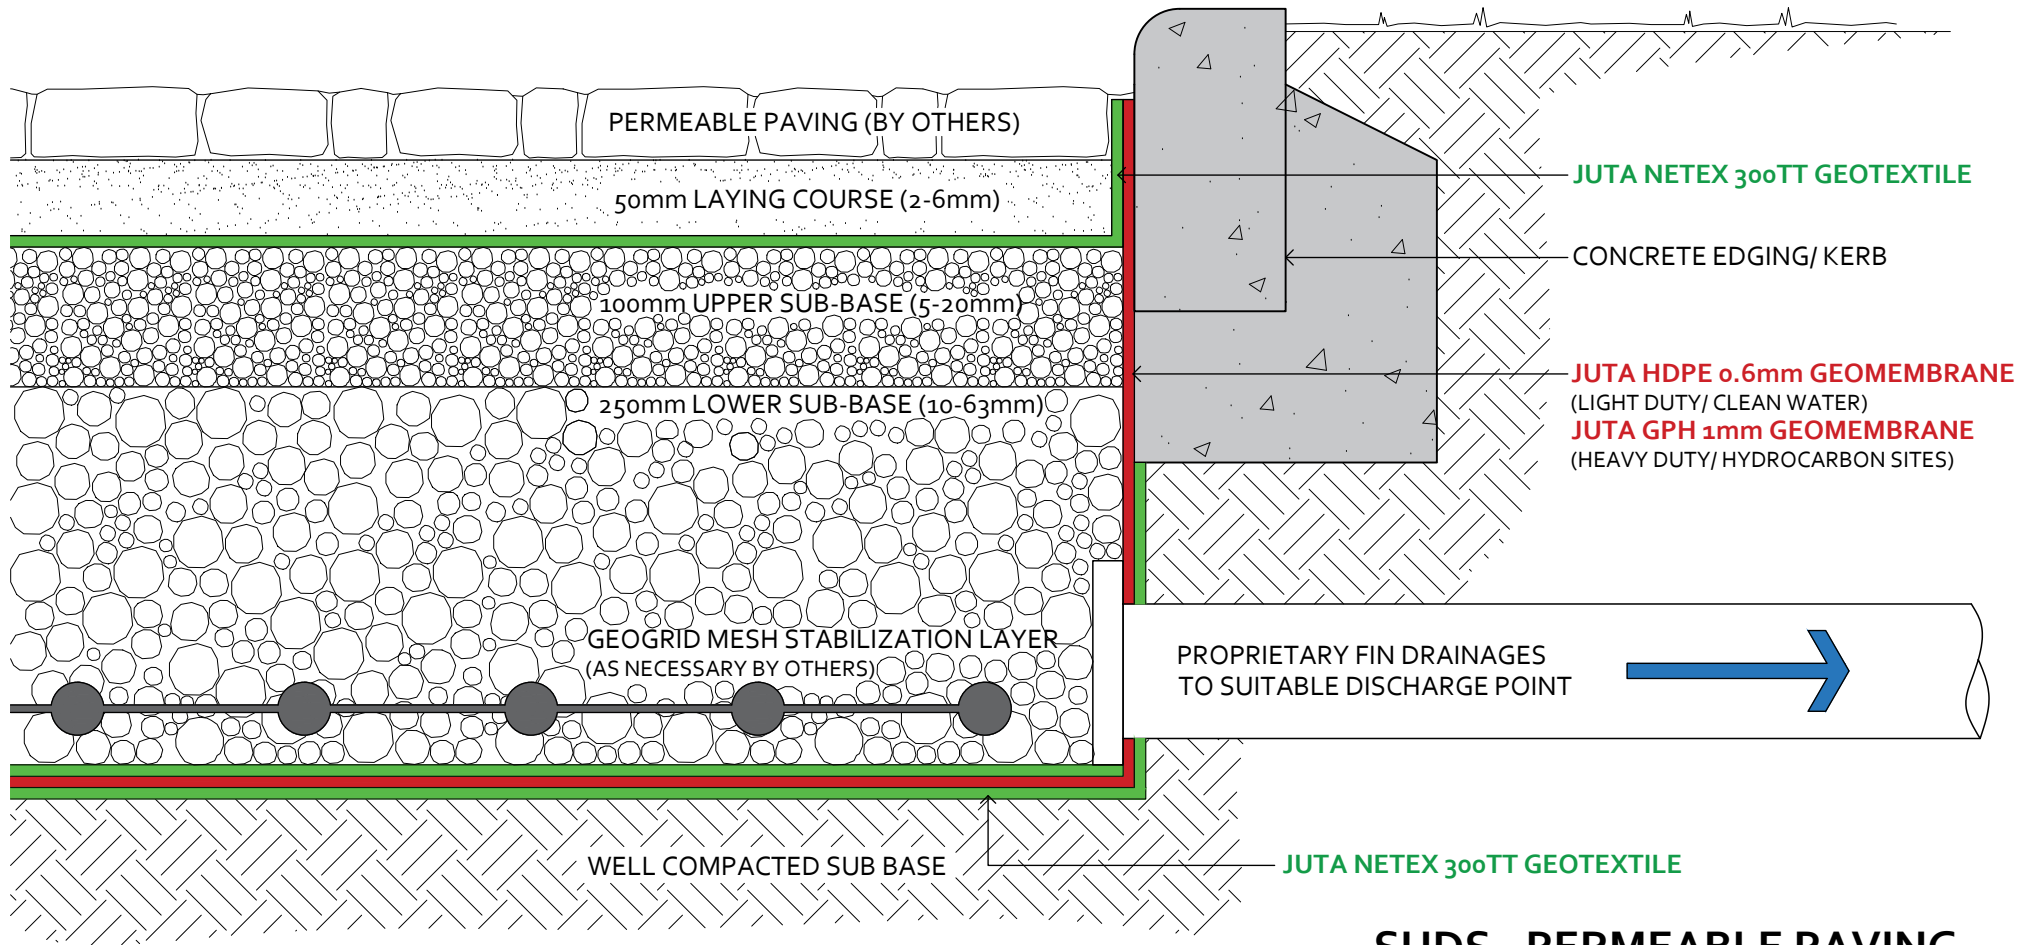 PERMEABLE PAVING (BY OTHERS)
50mm LAYING COURSE (2-6mm)
100mm UPPER SUB-BASE (5-20mm)
250mm LOWER SUB-BASE (10-63mm)
GEOGRID MESH STABILIZATION LAYER
(AS NECESSARY BY OTHERS)
WELL COMPACTED SUB BASE
JUTA NETEX 300TT GEOTEXTILE
CONCRETE EDGING/ KERB
JUTA HDPE 0.6mm GEOMEMBRANE
(LIGHT DUTY/ CLEAN WATER)
JUTA GPH 1mm GEOMEMBRANE
(HEAVY DUTY/ HYDROCARBON SITES)
PROPRIETARY FIN DRAINAGES
TO SUITABLE DISCHARGE POINT
JUTA NETEX 300TT GEOTEXTILE
SUDS - PERMEABLE PAVING